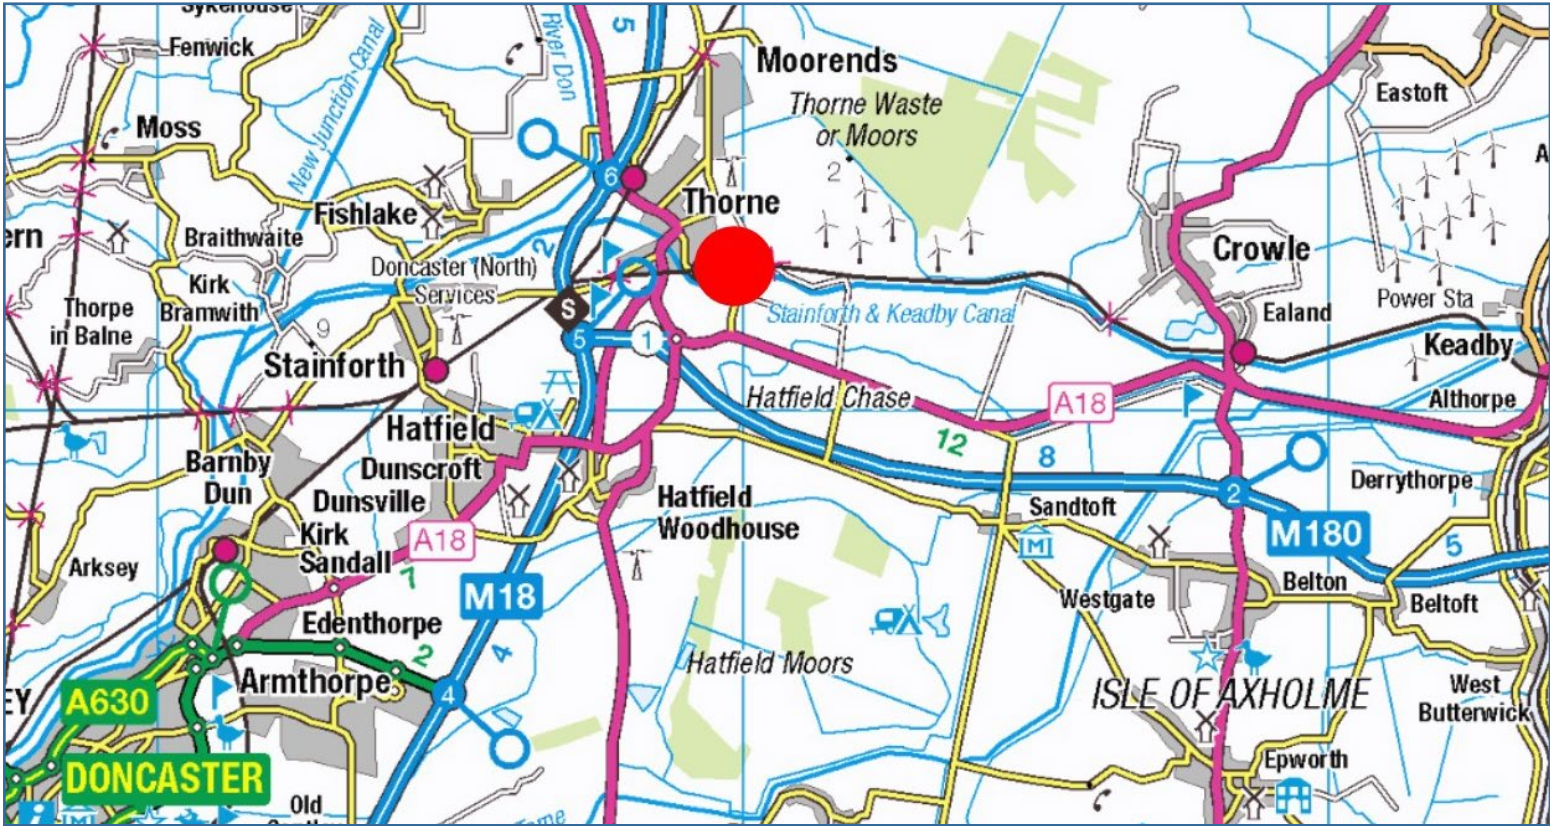 Sykehouse
5
River Don
Fenwick
New Junction Canal
Moorends
Thorne Waste
or Moors
Eastoft
Moss
2
A
6
Thorne
Fishlake
ern
Braithwaite
2
Crowle
Doncaster (North)
Services
Kirk
Bramwith
Thorpe
in Balne
9
S
Stainforth & Keadby Canal
Power Sta
Ealand
5
1
Keadby
Stainforth
Hatfield Chase
A18
Althorpe
Hatfield
12
8
Barnby
Dun
Dunscroft
Dunsville
Hatfield
Woodhouse
2
Derrythorpe
Sandtoft
M180
5
Kirk
Sandall
A18
7
M
Arksey
M18
Westgate
Belton
Beltoft
Edenthorpe
2
4
Hatfield Moors
Armthorpe
4
ISLE OF AXHOLME
West
Butterwick
EY
A630
DONCASTER
Epworth
Old
i
M